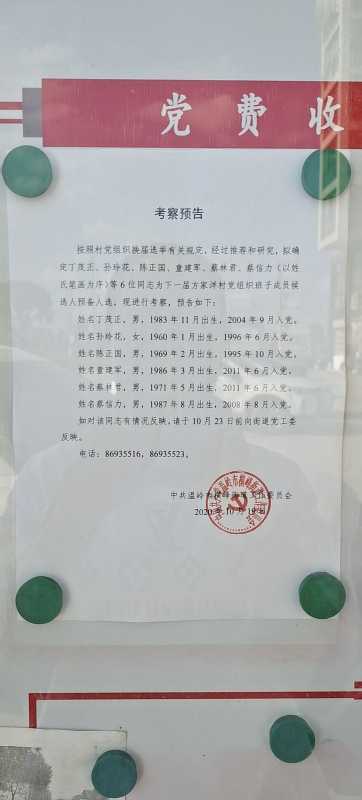 党费收
考察预告
按照村党组织换届选举有关规定，经过推荐和研究，拟确
定丁茂正、孙玲花、陈正国、童建军、蔡林君、蔡信力（以姓
氏笔画为序）等6位同志为下一届方家洋村党组织班子成员候
选人预备人选，现进行考察，预告如下：
姓名丁茂正，男，1983年11月出生，2004年9月入党。
姓名孙玲花，女，1960年1月出生，1996年6月入党。
姓名陈正国，男，1969年2月出生，1995年10月入党。
姓名童建军，男，1986年3月出生，2011年6月入党。
姓名蔡林君，男，1971年5月出生，2011年6月入党。
姓名蔡信力，男，1987年8月出生，2008年8月入党。
如对该同志有情况反映，请于10月23日前向街道党工委
反映。
电话：86935516，86935523。
中共温岭市横峰街道工作委员会
2020年10月19日